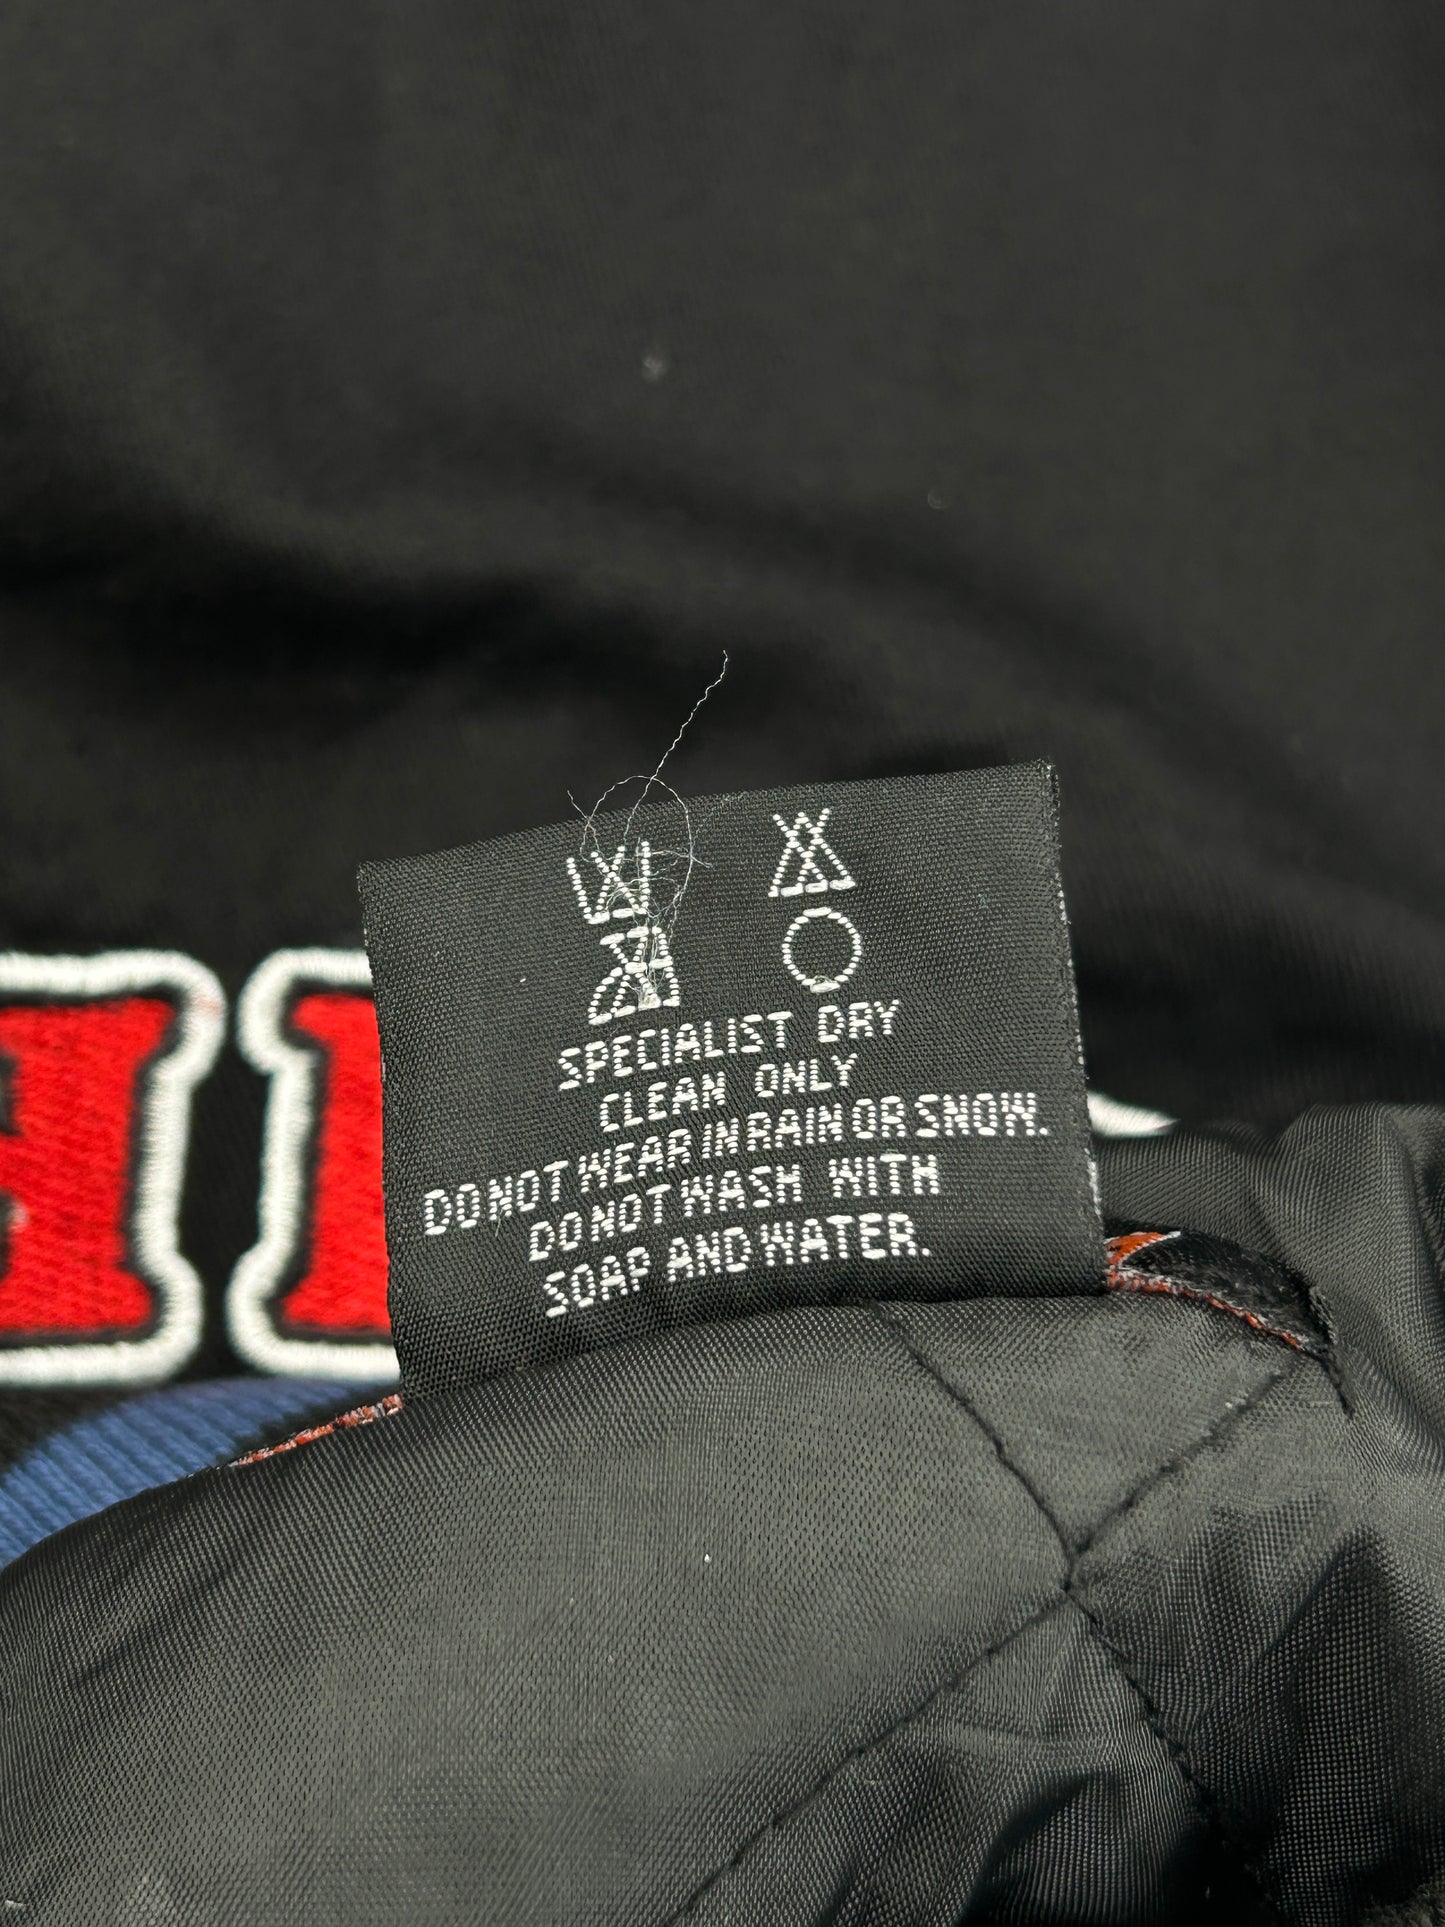 SPECIALIST DRY
CLEAN ONLY
DO NOT WEAR IN RAIN OR SNOW.
DO NOT WASH WITH
SOAP AND WATER.